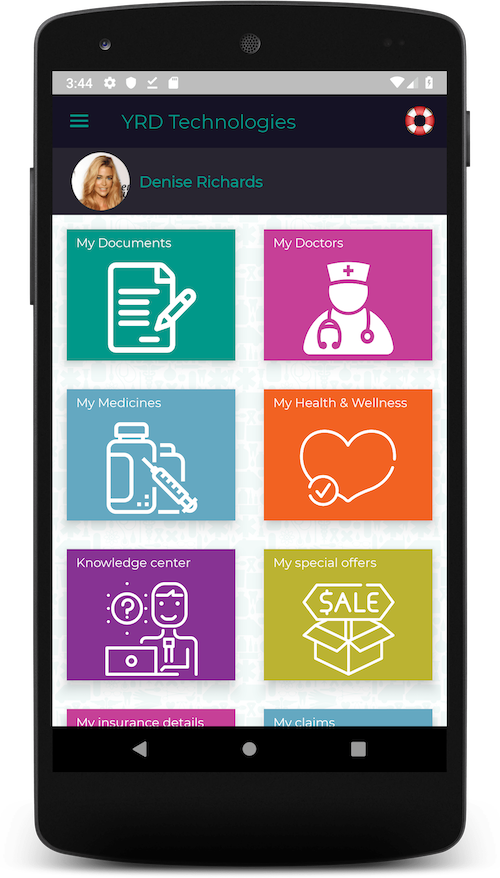 3:44
YRD Technologies
Denise Richards
My Documents
My Doctors
My Medicines
My Health & Wellness
Knowledge center
My special offers
?
$ALE
My insurance details
My claims